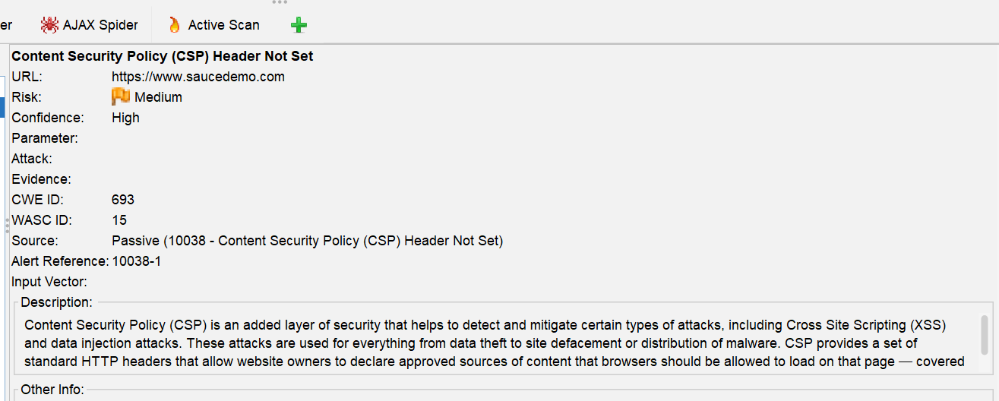 er AJAX Spider Active Scan
Content Security Policy (CSP) Header Not Set
URL: https://www.saucedemo.com
Risk: Medium
Confidence: High
Parameter:
Attack:
Evidence:
CWE ID: 693
WASC ID: 15
Source: Passive (10038 - Content Security Policy (CSP) Header Not Set)
Alert Reference: 10038-1
Input Vector:
Description:
Content Security Policy (CSP) is an added layer of security that helps to detect and mitigate certain types of attacks, including Cross Site Scripting (XSS)
and data injection attacks. These attacks are used for everything from data theft to site defacement or distribution of malware. CSP provides a set of
standard HTTP headers that allow website owners to declare approved sources of content that browsers should be allowed to load on that page — covered
Other Info: